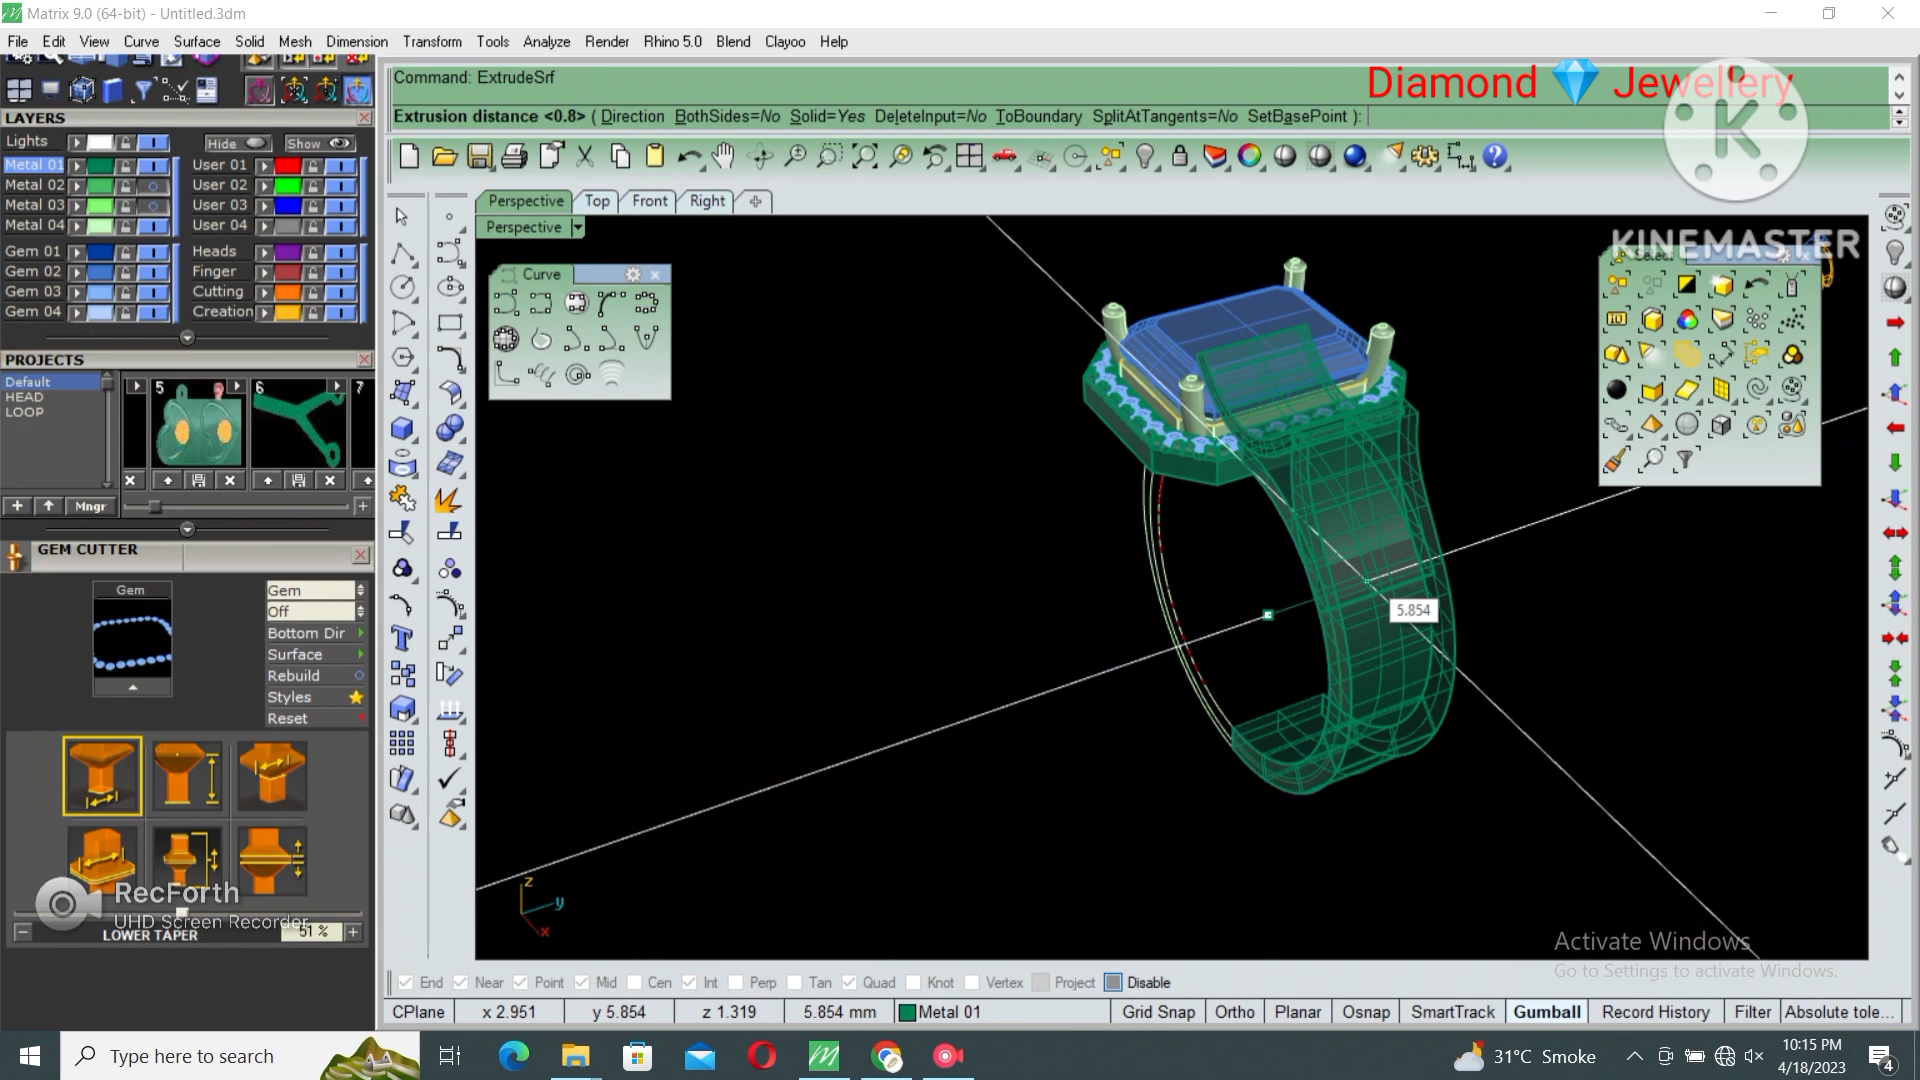 Matrix 9.0 (64-bit) - Untitled.3dm
File Edit View Curve Surface Solid Mesh Dimension Transform Tools Analyze Render Rhino 5.0 Blend Clayoo Help
Command: ExtrudeSrf
Extrusion distance <0.8> ( Direction BothSides=No Solid=Yes DeleteInput=No ToBoundary SplitAtTangents=No SetBasePoint ):
Diamond 💎 Jewellery
K
KINEMASTER
LAYERS
Lights Hide Show
Metal 01 User 01
Metal 02 User 02
Metal 03 User 03
Metal 04 User 04
Gem 01 Heads
Gem 02 Finger
Gem 03 Cutting
Gem 04 Creation
PROJECTS
Default
HEAD
LOOP
5 6 7
Mngr
GEM CUTTER
Gem
Gem
Off
Bottom Dir
Surface
Rebuild
Styles
Reset
RecForth
UHD Screen Recorder
LOWER TAPER 51 %
Perspective Top Front Right
Perspective
Curve
Select
5.854
z
y
x
Activate Windows
Go to Settings to activate Windows.
End Near Point Mid Cen Int Perp Tan Quad Knot Vertex Project Disable
CPlane x 2.951 y 5.854 z 1.319 5.854 mm Metal 01 Grid Snap Ortho Planar Osnap SmartTrack Gumball Record History Filter Absolute tole...
Type here to search
31°C Smoke
10:15 PM
4/18/2023
4